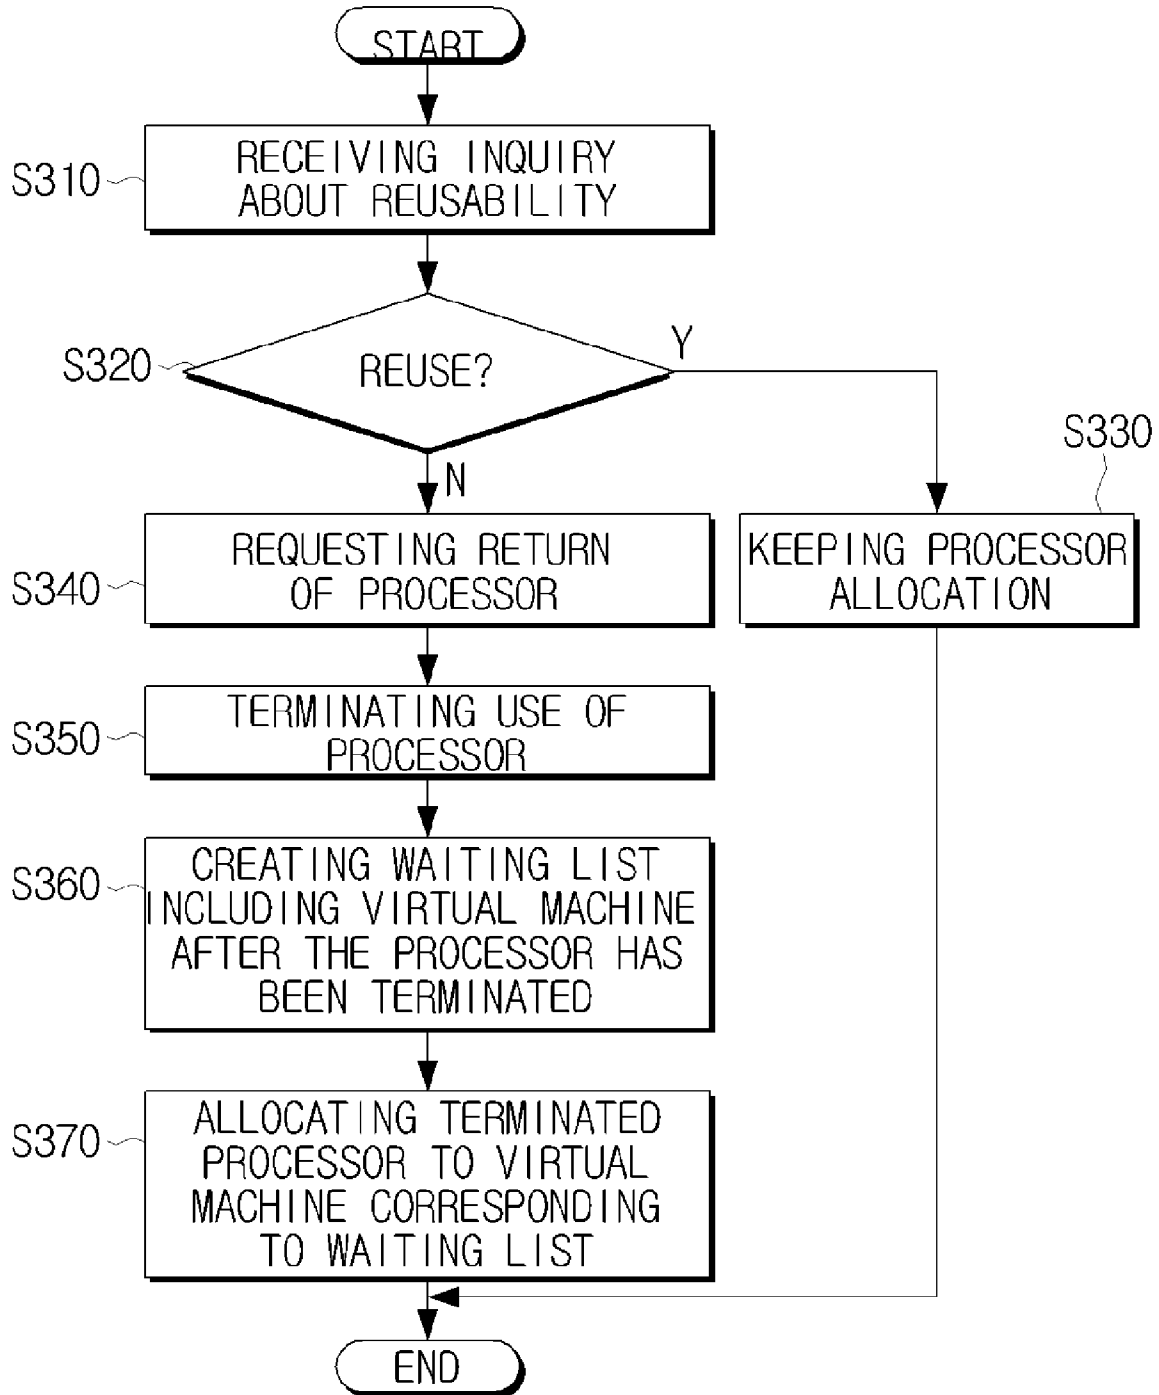 START
S310
RECEIVING INQUIRY
ABOUT REUSABILITY
S320
REUSE?
Y
N
S330
KEEPING PROCESSOR
ALLOCATION
S340
REQUESTING RETURN
OF PROCESSOR
S350
TERMINATING USE OF
PROCESSOR
S360
CREATING WAITING LIST
INCLUDING VIRTUAL MACHINE
AFTER THE PROCESSOR HAS
BEEN TERMINATED
S370
ALLOCATING TERMINATED
PROCESSOR TO VIRTUAL
MACHINE CORRESPONDING
TO WAITING LIST
END